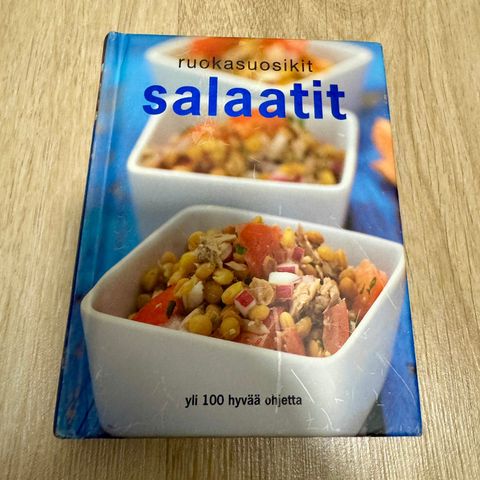 ruokasuosikit
salaatit
yli 100 hyvää ohjetta